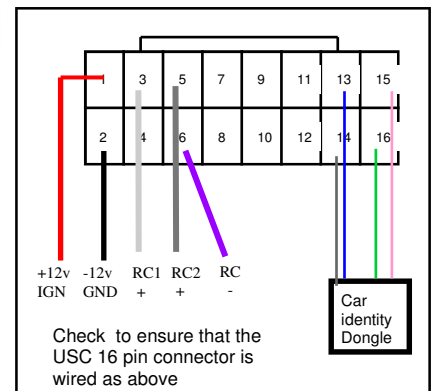 1 3 5 7 9 11 13 15
2 4 6 8 10 12 14 16
+12v -12v RC1 RC2 RC
IGN GND + + -
Car
identity
Dongle
Check to ensure that the
USC 16 pin connector is
wired as above